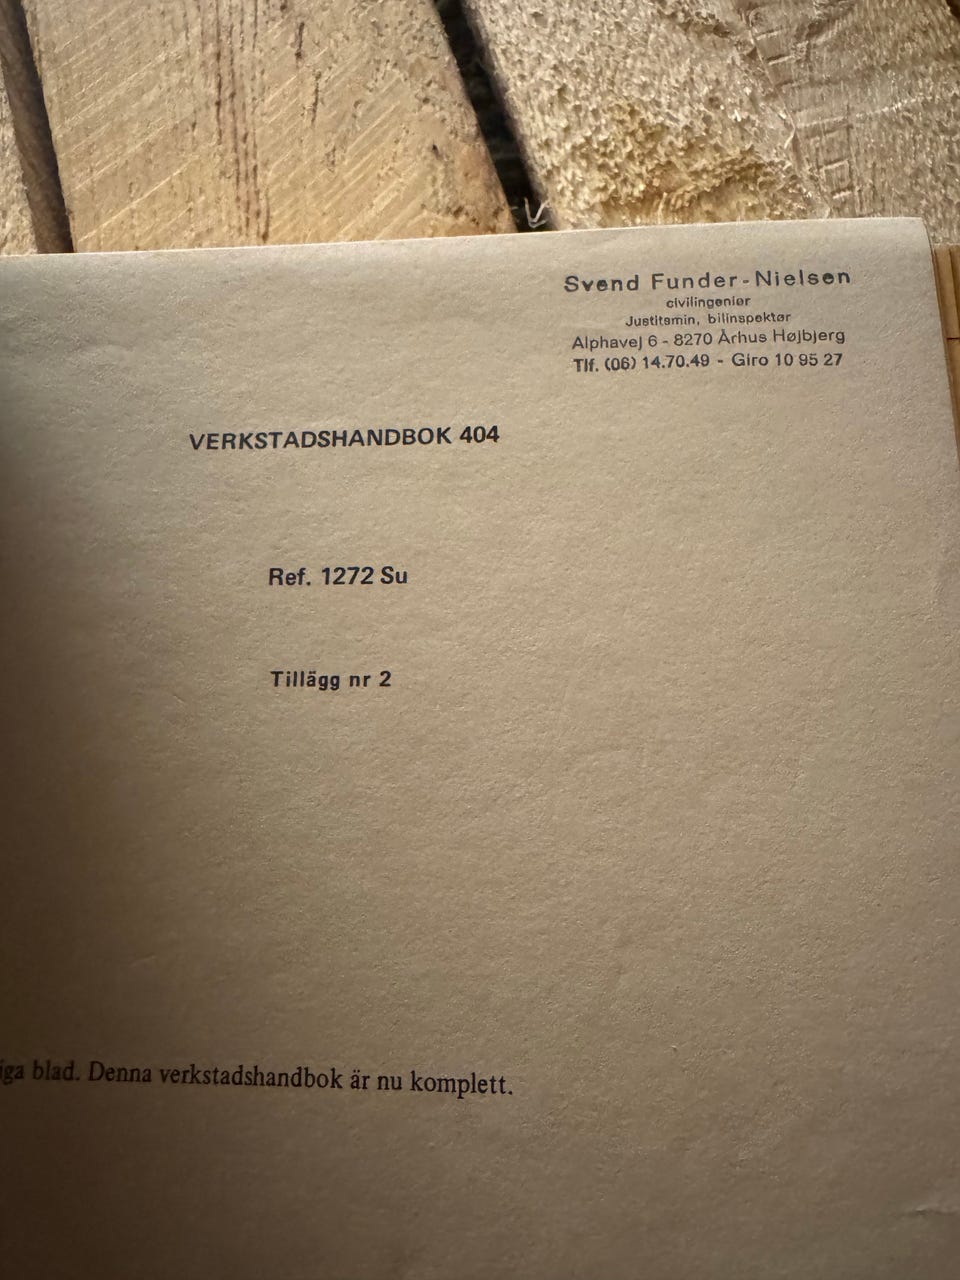 Svend Funder-Nielsen
civilingeniør
Justitsmin, bilinspektør
Alphavej 6 - 8270 Århus Højbjerg
Tlf. (06) 14.70.49 - Giro 10 95 27
VERKSTADSHANDBOK 404
Ref. 1272 Su
Tillägg nr 2
iga blad. Denna verkstadshandbok är nu komplett.